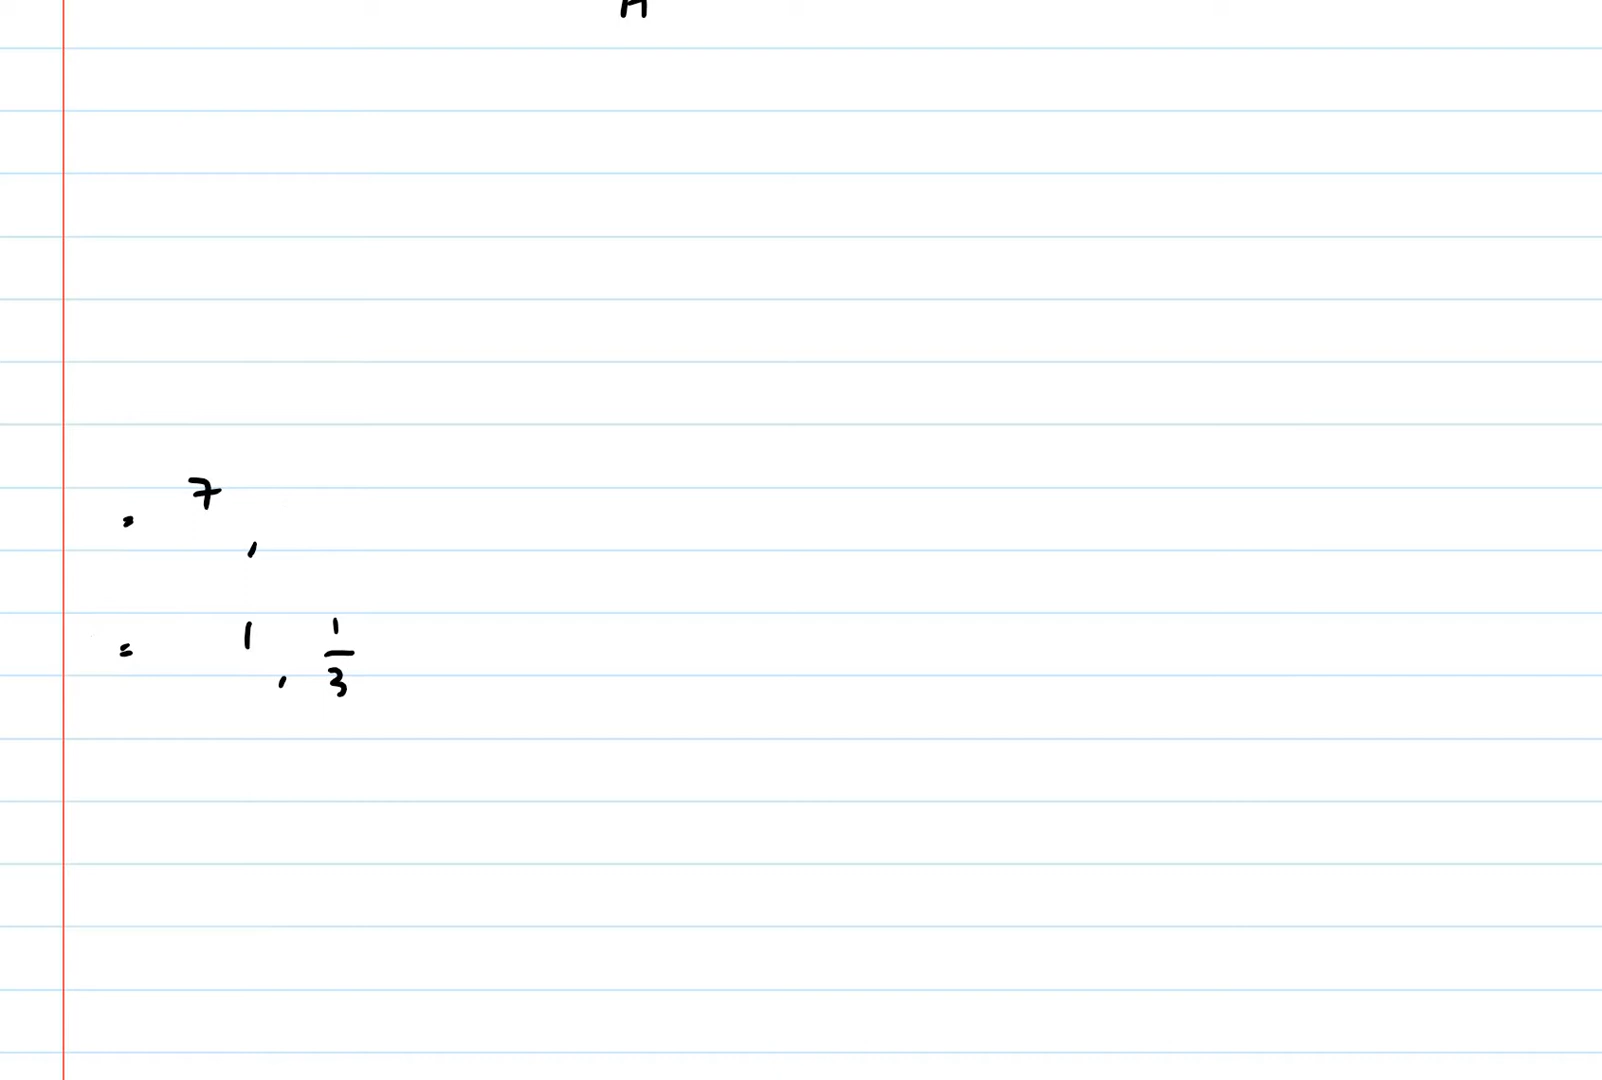 = 7 ,
= 1 , 1/3